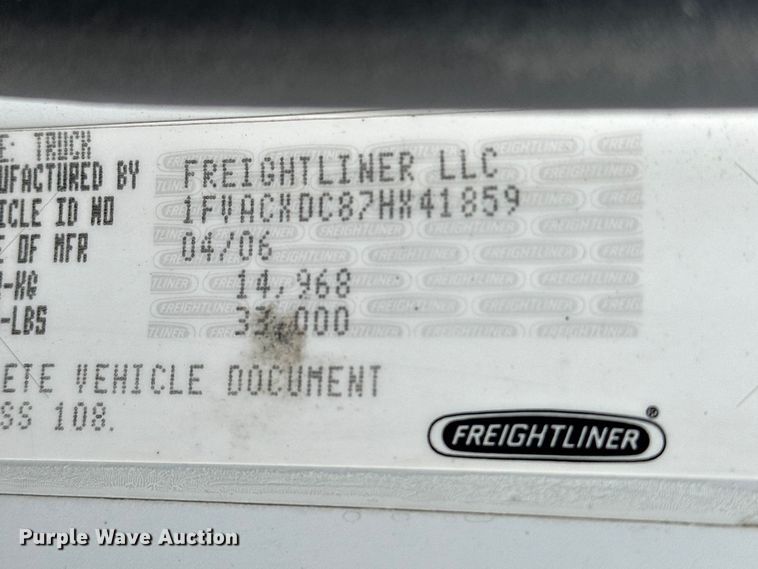 E: TRUCK
UFACTURED BY FREIGHTLINER LLC
ICLE ID NO 1FVACXDC87HX41859
E OF MFR 04/06
-KG 14,968
-LBS 33,000
ETE VEHICLE DOCUMENT
SS 108.
FREIGHTLINER®
Purple Wave Auction